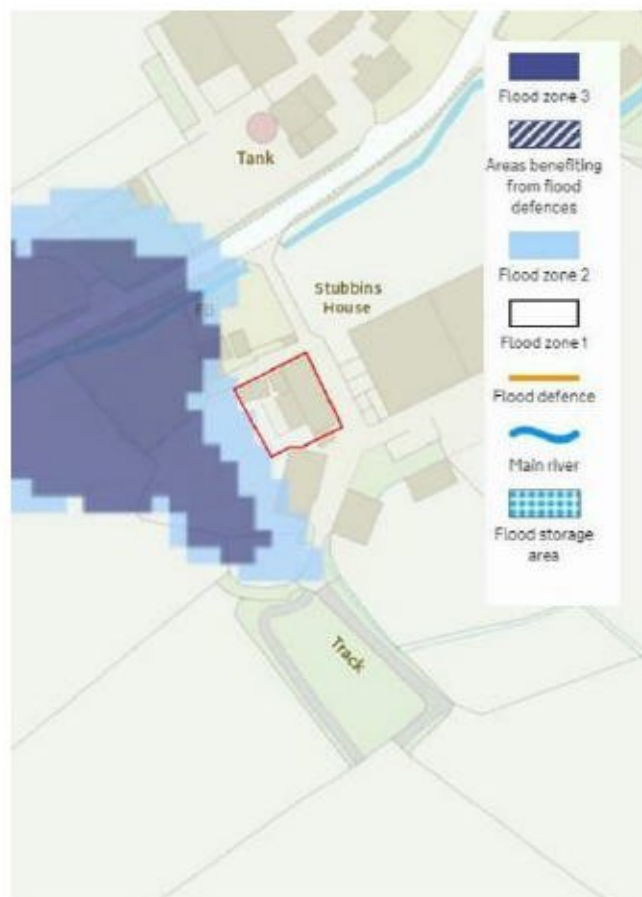 Flood zone 3
Areas benefiting
from flood
defences
Flood zone 2
Flood zone 1
Flood defence
Main river
Flood storage
area
Tank
Stubbins
House
Track